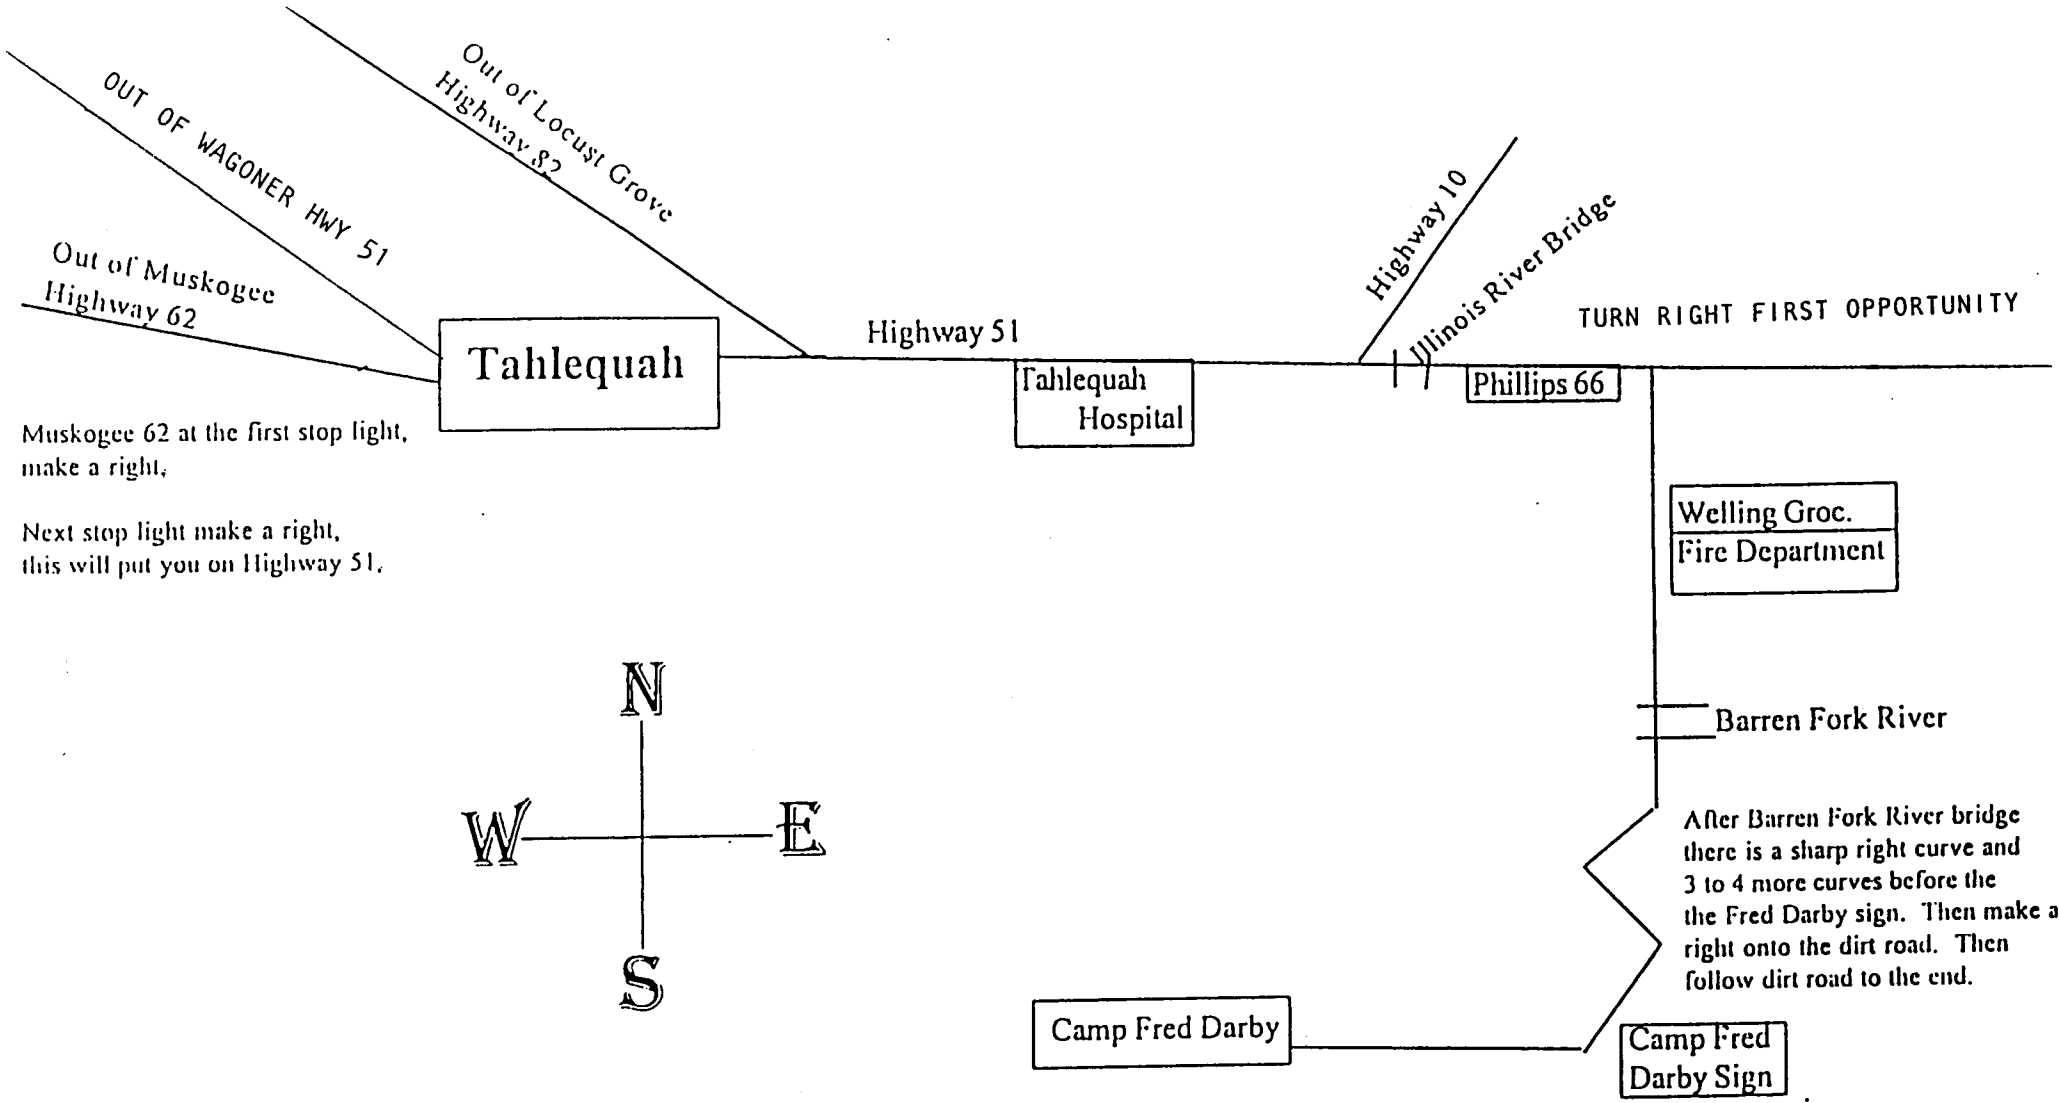 Out of Locust Grove
Highway 82
OUT OF WAGONER HWY 51
Out of Muskogee
Highway 62
Highway 10
Illinois River Bridge
TURN RIGHT FIRST OPPORTUNITY
Highway 51
Tahlequah
Tahlequah
Hospital
Phillips 66
Muskogee 62 at the first stop light,
make a right,
Next stop light make a right,
this will put you on Highway 51.
Welling Groc.
Fire Department
N
W
E
S
Barren Fork River
After Barren Fork River bridge
there is a sharp right curve and
3 to 4 more curves before the
the Fred Darby sign. Then make a
right onto the dirt road. Then
follow dirt road to the end.
Camp Fred Darby
Camp Fred
Darby Sign